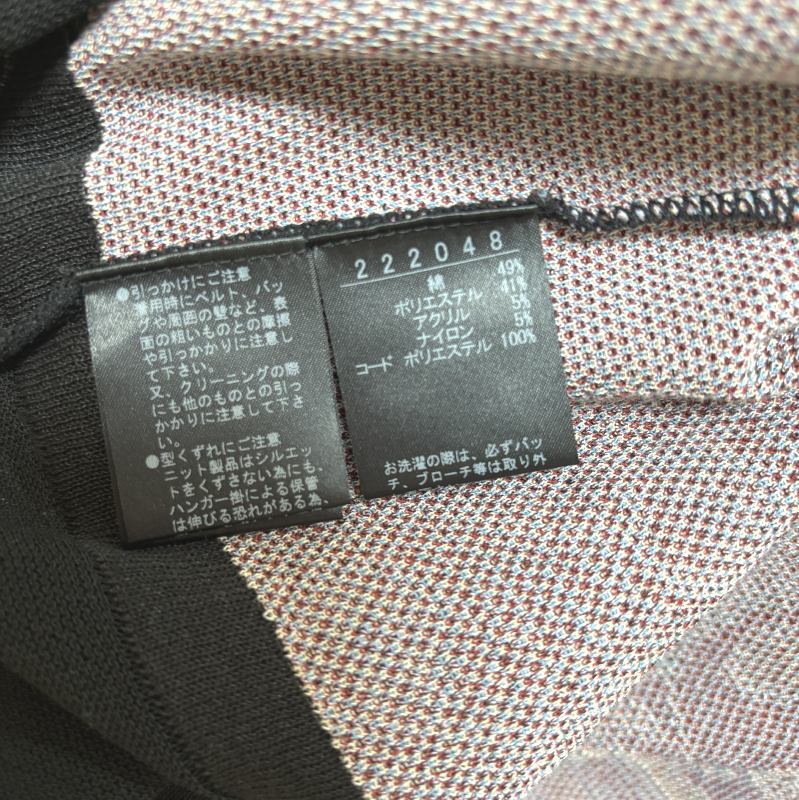 ●引っかけにご注意
着用時にベルト、バッ
グや周囲の壁など、表
面の粗いものとの摩擦
や引っかかりに注意し
て下さい。
又、クリーニングの際
にも他のものとの引っ
かかりに注意して下さ
い。
●型くずれにご注意
ニット製品はシルエッ
トをくずさない為にも、
ハンガー掛による保管
は伸びる恐れがある為、
222048
綿 49%
ポリエステル 41%
アクリル 5%
ナイロン 5%
コード ポリエステル 100%
お洗濯の際は、必ずバッ
チ、ブローチ等は取り外